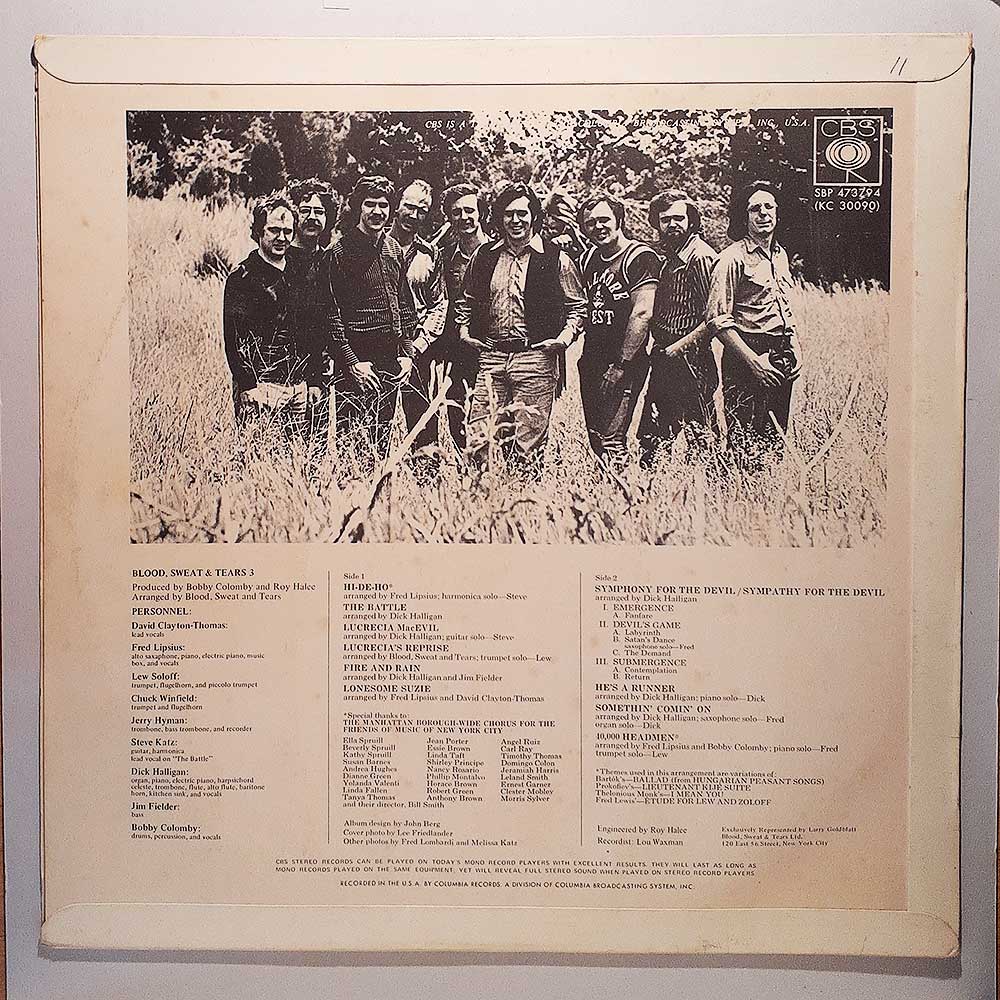 11
CBS IS A COLUMBIA BROADCASTING INC., U.S.A.
CBS
SBP 473794
(KC 30090)
EST
BLOOD, SWEAT & TEARS 3
Produced by Bobby Colomby and Roy Halee
Arranged by Blood, Sweat and Tears
PERSONNEL:
David Clayton-Thomas:
lead vocals
Fred Lipsius:
alto saxophone, piano, electric piano, music
box, and vocals
Lew Soloff:
trumpet, flugelhorn, and piccolo trumpet
Chuck Winfield:
trumpet and flugelhorn
Jerry Hyman:
trombone, bass trombone, and recorder
Steve Katz:
guitar, harmonica
lead vocal on "The Battle"
Dick Halligan:
organ, piano, electric piano, harpsichord
celeste, trombone, flute, alto flute, baritone
horn, kitchen sink, and vocals
Jim Fielder:
bass
Bobby Colomby:
drums, percussion, and vocals
Side 1
HI-DE-HO*
arranged by Fred Lipsius; harmonica solo—Steve
THE BATTLE
arranged by Dick Halligan
LUCRECIA MacEVIL
arranged by Dick Halligan; guitar solo—Steve
LUCRECIA'S REPRISE
arranged by Blood, Sweat and Tears; trumpet solo—Lew
FIRE AND RAIN
arranged by Dick Halligan and Jim Fielder
LONESOME SUZIE
arranged by Fred Lipsius and David Clayton-Thomas
*Special thanks to
THE MANHATTAN BOROUGH-WIDE CHORUS FOR THE
FRIENDS OF MUSIC OF NEW YORK CITY
Ella Spruill Jean Porter Angel Ruiz
Beverly Spruill Essie Brown Carl Ray
Kathy Spruill Linda Taft Timothy Thomas
Susan Barnes Shirley Principe Domingo Colon
Andrea Hughes Nancy Rosario Jeremiah Harris
Dianne Green Phillip Montalvo Leland Smith
Yolanda Valenti Horace Brown Ernest Garner
Linda Fallen Robert Green Clester Mobley
Tanya Thomas Anthony Brown Morris Sylver
and their director, Bill Smith
Album design by John Berg
Cover photo by Lee Friedlander
Other photos by Fred Lombardi and Melissa Katz
Side 2
SYMPHONY FOR THE DEVIL/SYMPATHY FOR THE DEVIL
arranged by Dick Halligan
I. EMERGENCE
A. Fanfare
II. DEVIL'S GAME
A. Labyrinth
B. Satan's Dance
saxophone solo—Fred
C. The Demand
III. SUBMERGENCE
A. Contemplation
B. Return
HE'S A RUNNER
arranged by Dick Halligan; piano solo—Dick
SOMETHIN' COMIN' ON
arranged by Dick Halligan; saxophone solo—Fred
organ solo—Dick
40,000 HEADMEN*
arranged by Fred Lipsius and Bobby Colomby; piano solo—Fred
trumpet solo—Lew
*Themes used in this arrangement are variations of:
Bartók's—BALLAD (from HUNGARIAN PEASANT SONGS)
Prokofiev's—LIEUTENANT KIJE SUITE
Thelonious Monk's—I MEAN YOU
Fred Lewis'—ETUDE FOR LEW AND ZOLOFF
Engineered by Roy Halee
Recordist: Lou Waxman
Exclusively Represented by Larry Goldblatt
Blood, Sweat & Tears Ltd.
120 East 56 Street, New York City
CBS STEREO RECORDS CAN BE PLAYED ON TODAY'S MONO RECORD PLAYERS WITH EXCELLENT RESULTS. THEY WILL LAST AS LONG AS
MONO RECORDS PLAYED ON THE SAME EQUIPMENT, YET WILL REVEAL FULL STEREO SOUND WHEN PLAYED ON STEREO RECORD PLAYERS
RECORDED IN THE U.S.A. BY COLUMBIA RECORDS, A DIVISION OF COLUMBIA BROADCASTING SYSTEM, INC.